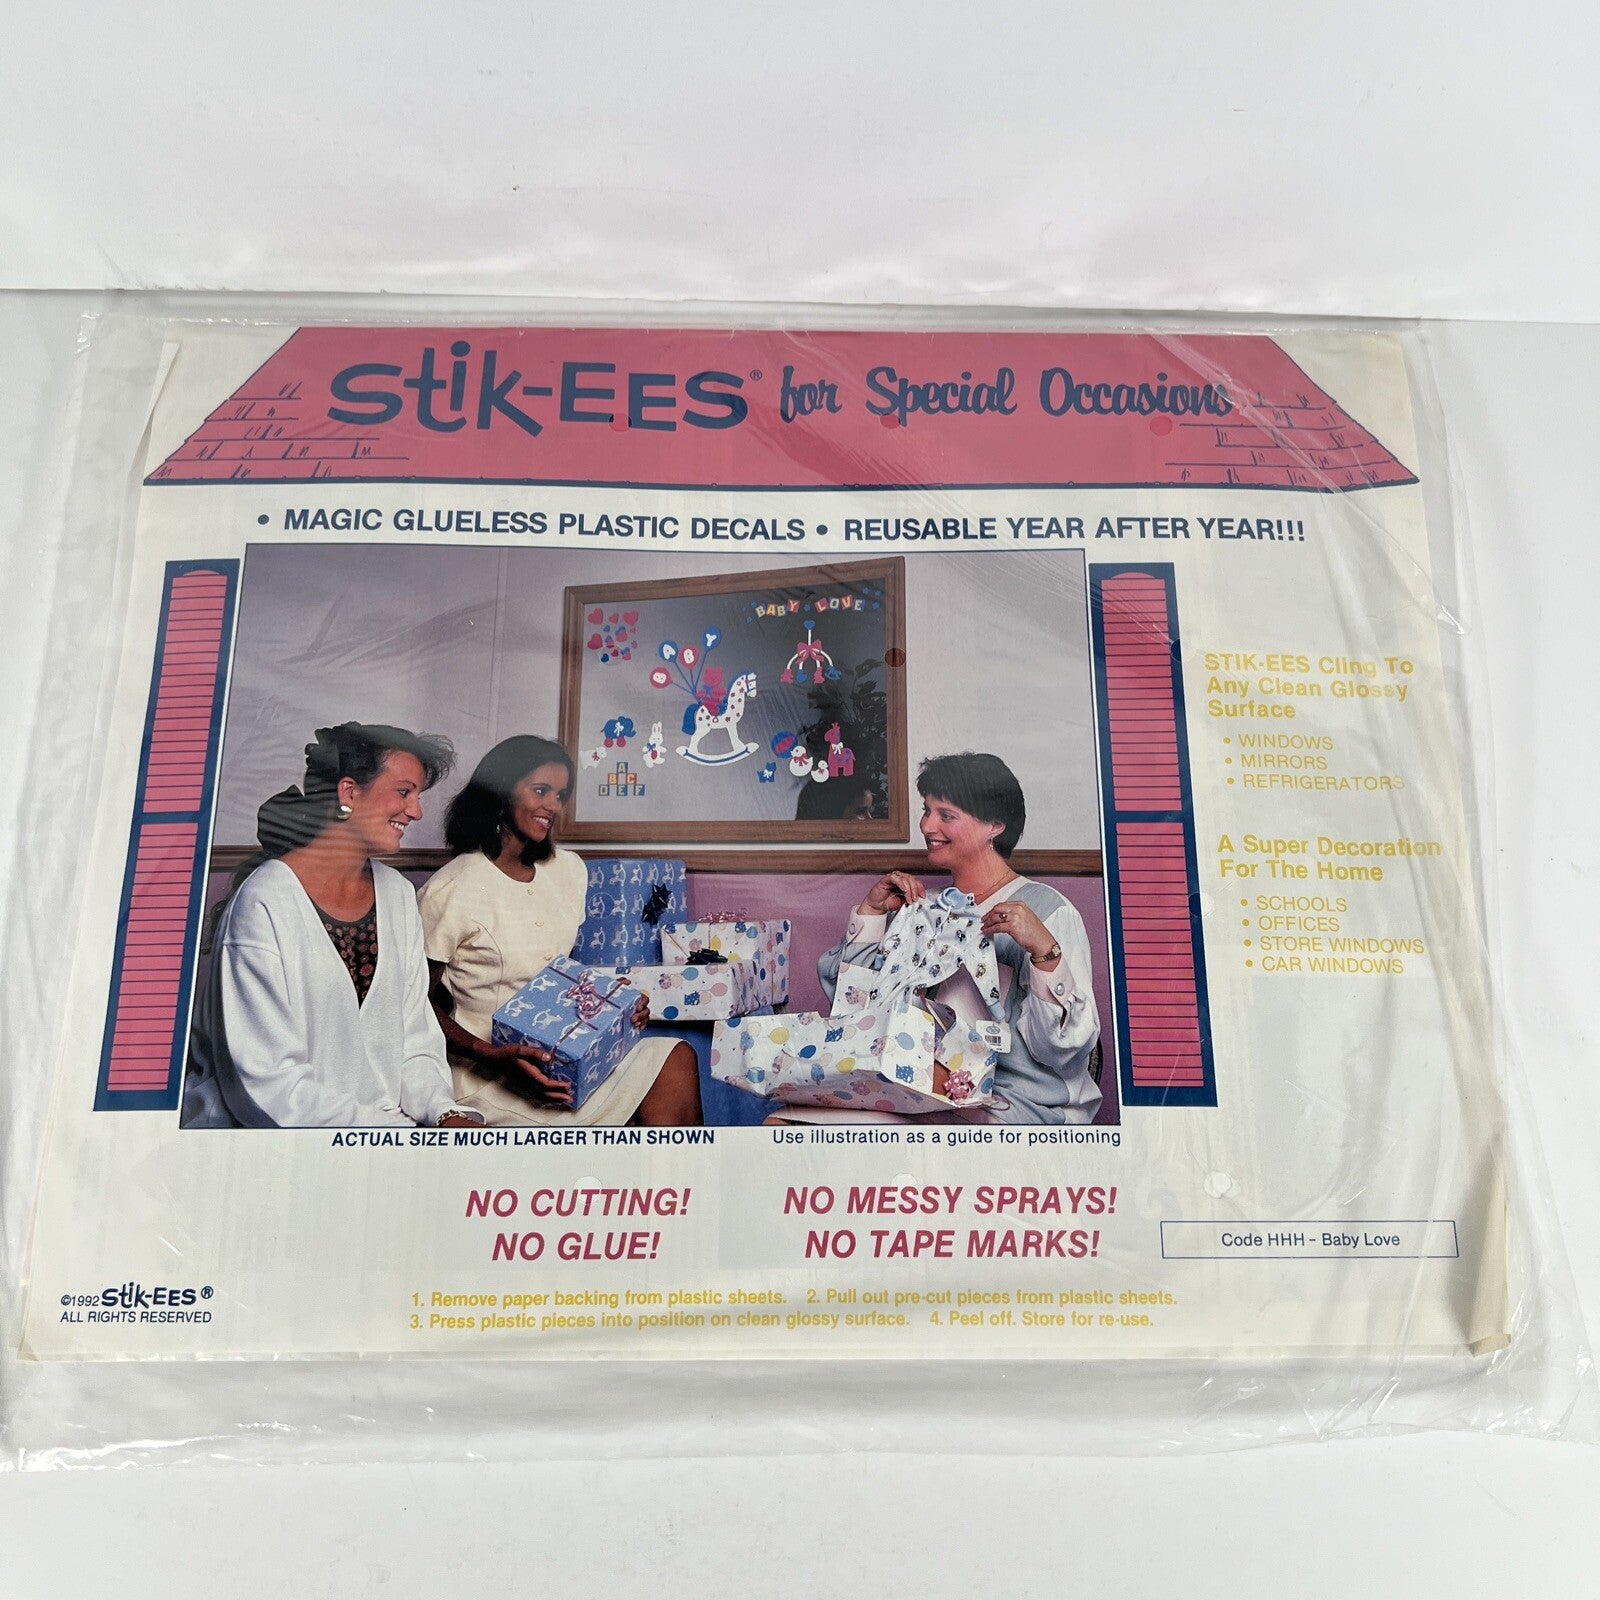 Stik-EES® for Special Occasions
• MAGIC GLUELESS PLASTIC DECALS • REUSABLE YEAR AFTER YEAR!!!
BABY LOVE
B A B Y
A
B C
D E F
STIK-EES Cling To
Any Clean Glossy
Surface
• WINDOWS
• MIRRORS
• REFRIGERATORS
A Super Decoration
For The Home
• SCHOOLS
• OFFICES
• STORE WINDOWS
• CAR WINDOWS
ACTUAL SIZE MUCH LARGER THAN SHOWN
Use illustration as a guide for positioning
NO CUTTING!
NO GLUE!
NO MESSY SPRAYS!
NO TAPE MARKS!
Code HHH - Baby Love
©1992 Stik-EES®
ALL RIGHTS RESERVED
1. Remove paper backing from plastic sheets. 2. Pull out pre-cut pieces from plastic sheets.
3. Press plastic pieces into position on clean glossy surface. 4. Peel off. Store for re-use.